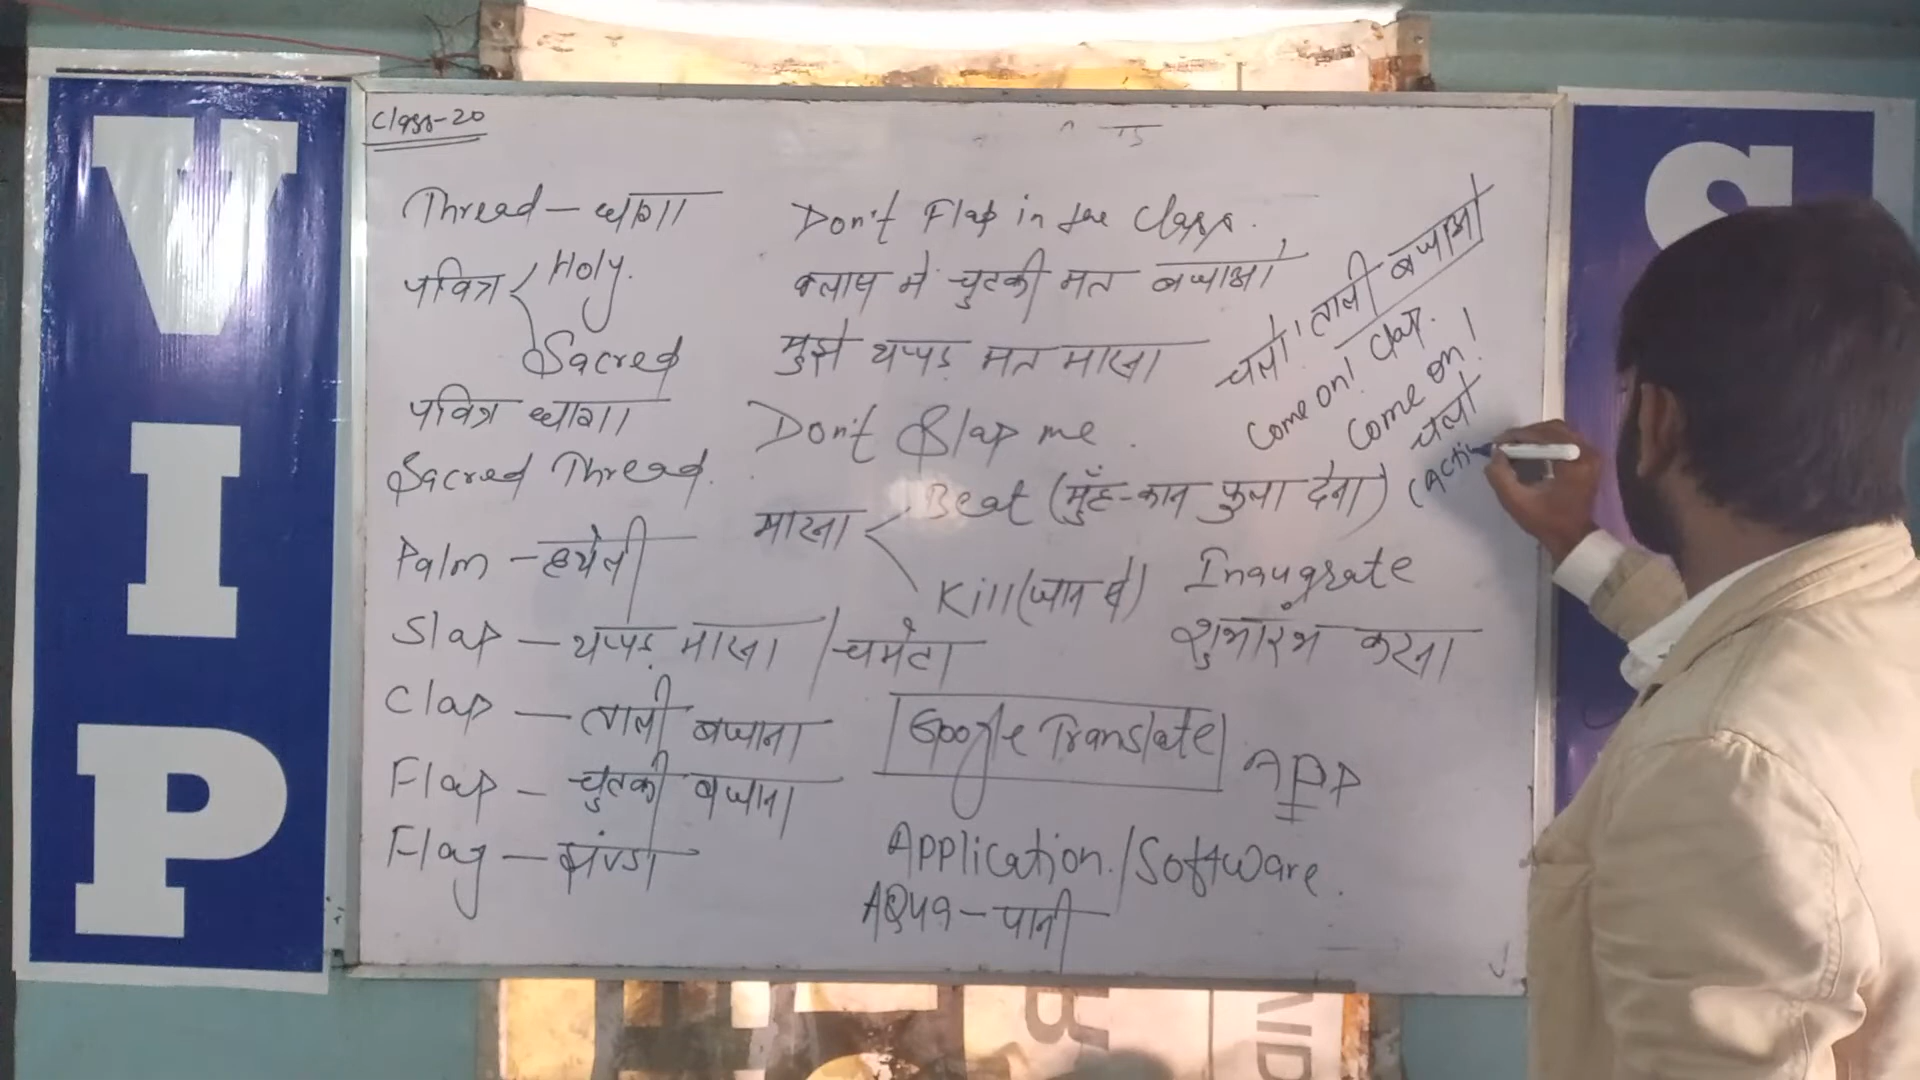 VIP
S
Class-20
Thread - धागा
पवित्र < Holy.
Sacred
पवित्र धागा
Sacred Thread.
Palm - हथेली
Slap - थप्पड़ मारना / चमेटा
Clap - ताली बजाना
Flap - चुटकी बजाना
Flag - झंण्डा
Don't Flap in the Class.
क्लास में चुटकी मत बजाओ
मुझे थप्पड़ मत मारना
Don't Slap me.
मारना < Beat (मुँह-कान फुला देना)
Kill (जान से)
चलो! ताली बजाओ
Come on! Clap.
Come on!
चलो
(Acti
Inaugrate
शुभारंभ करना
Google Translate
APP
Application./Software.
AQua - पानी